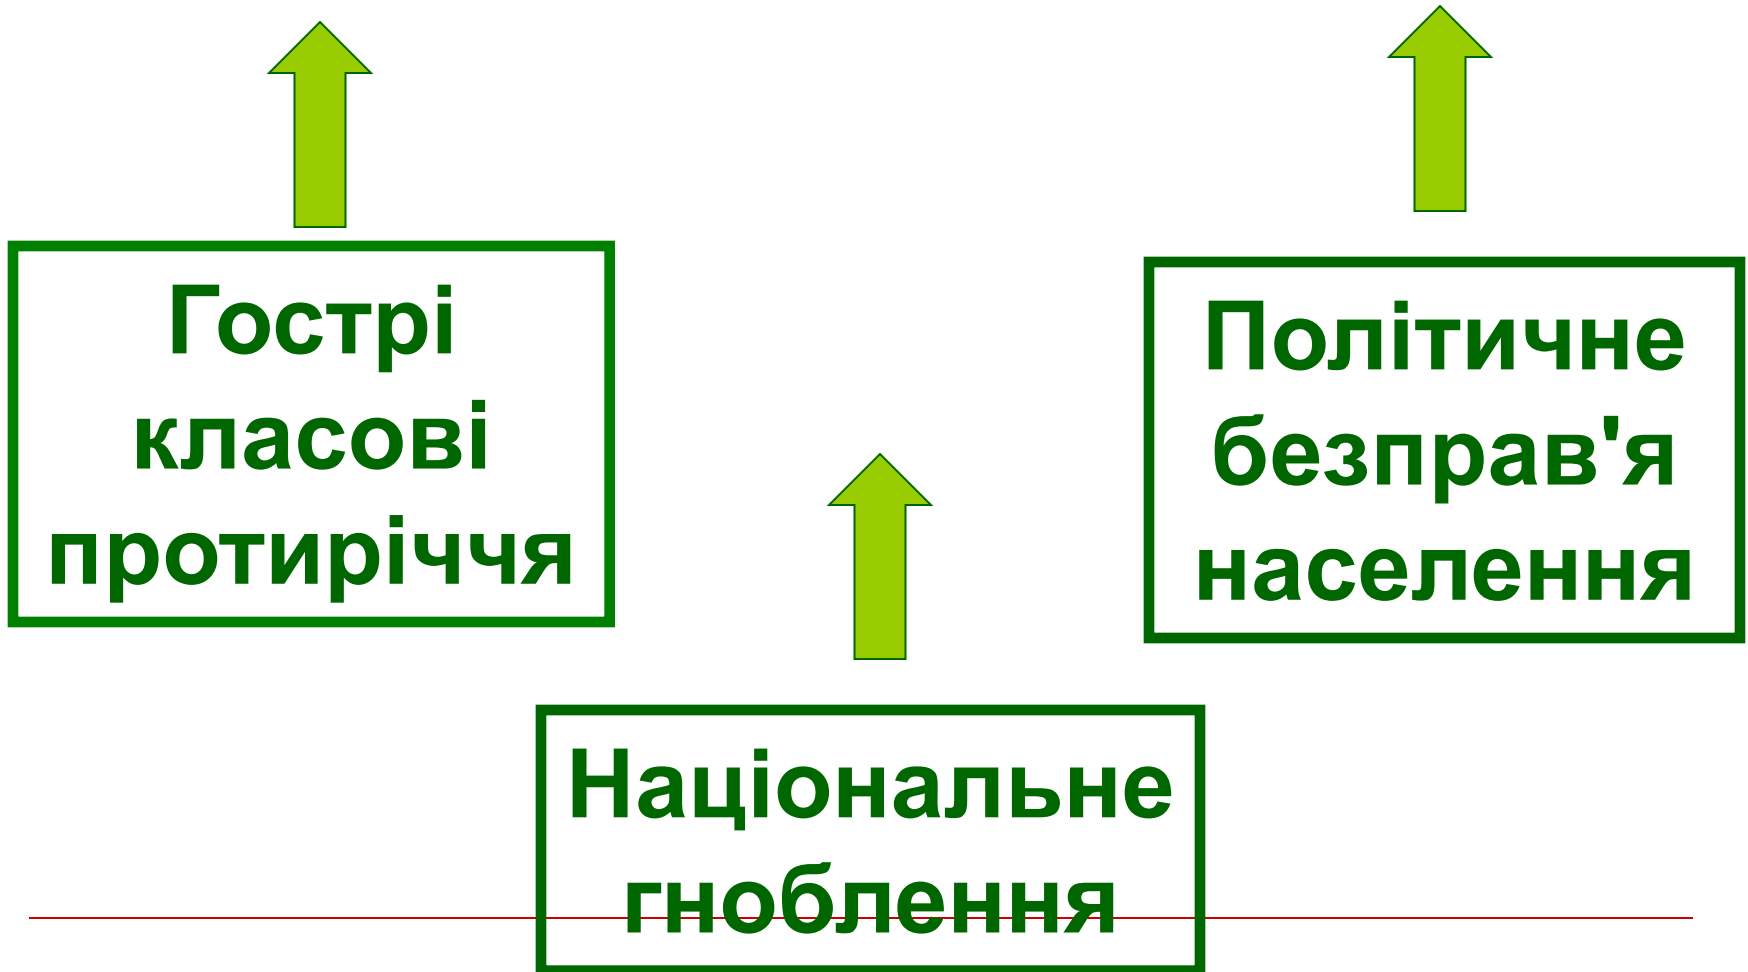 Гострі
класові
протиріччя
Політичне
безправ'я
населення
Національне
гноблення